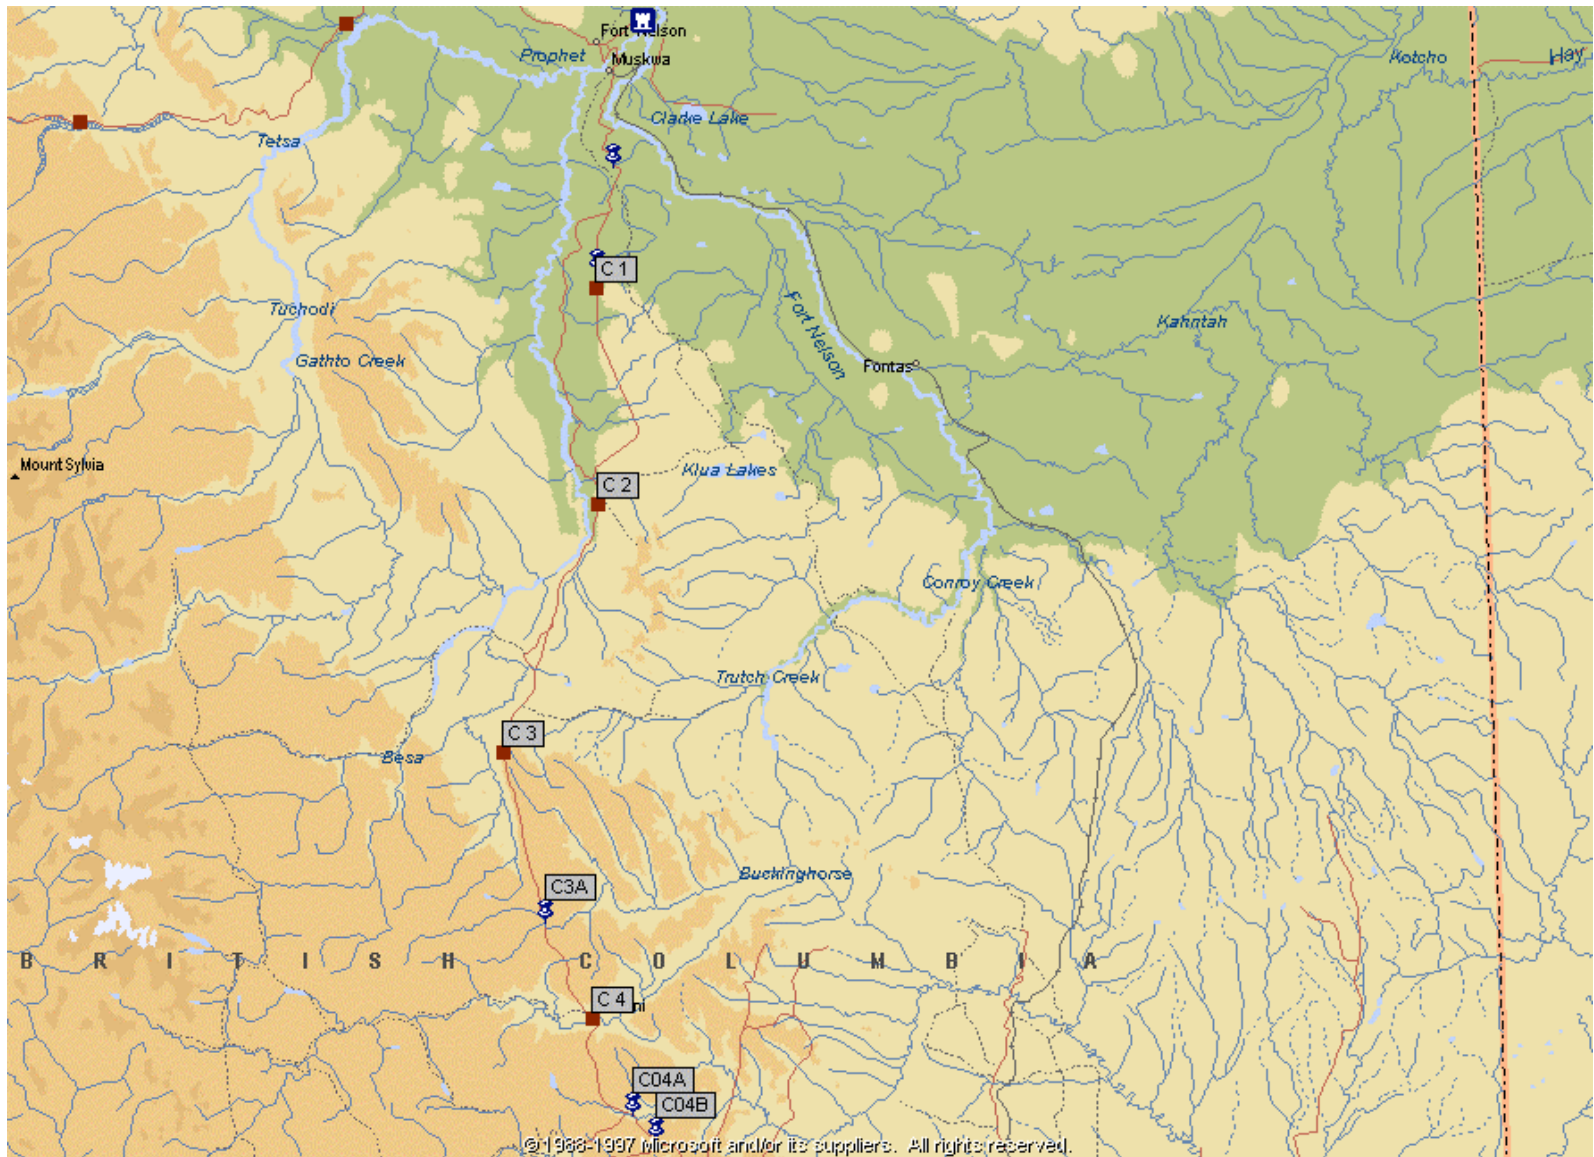 Fort Nelson
Prophet
Muskwa
Kotcho
Hay
Clarke Lake
Tetsa
C 1
Tuchodi
Fort Nelson
Kahntah
Gathto Creek
Fontas
Mount Sylvia
Klua Lakes
C 2
Conroy Creek
Trutch Creek
C 3
Besa
Buckinghorse
C3A
BRITISH COLUMBIA
C 4
C04A
C04B
©1988-1997 Microsoft and/or its suppliers. All rights reserved.